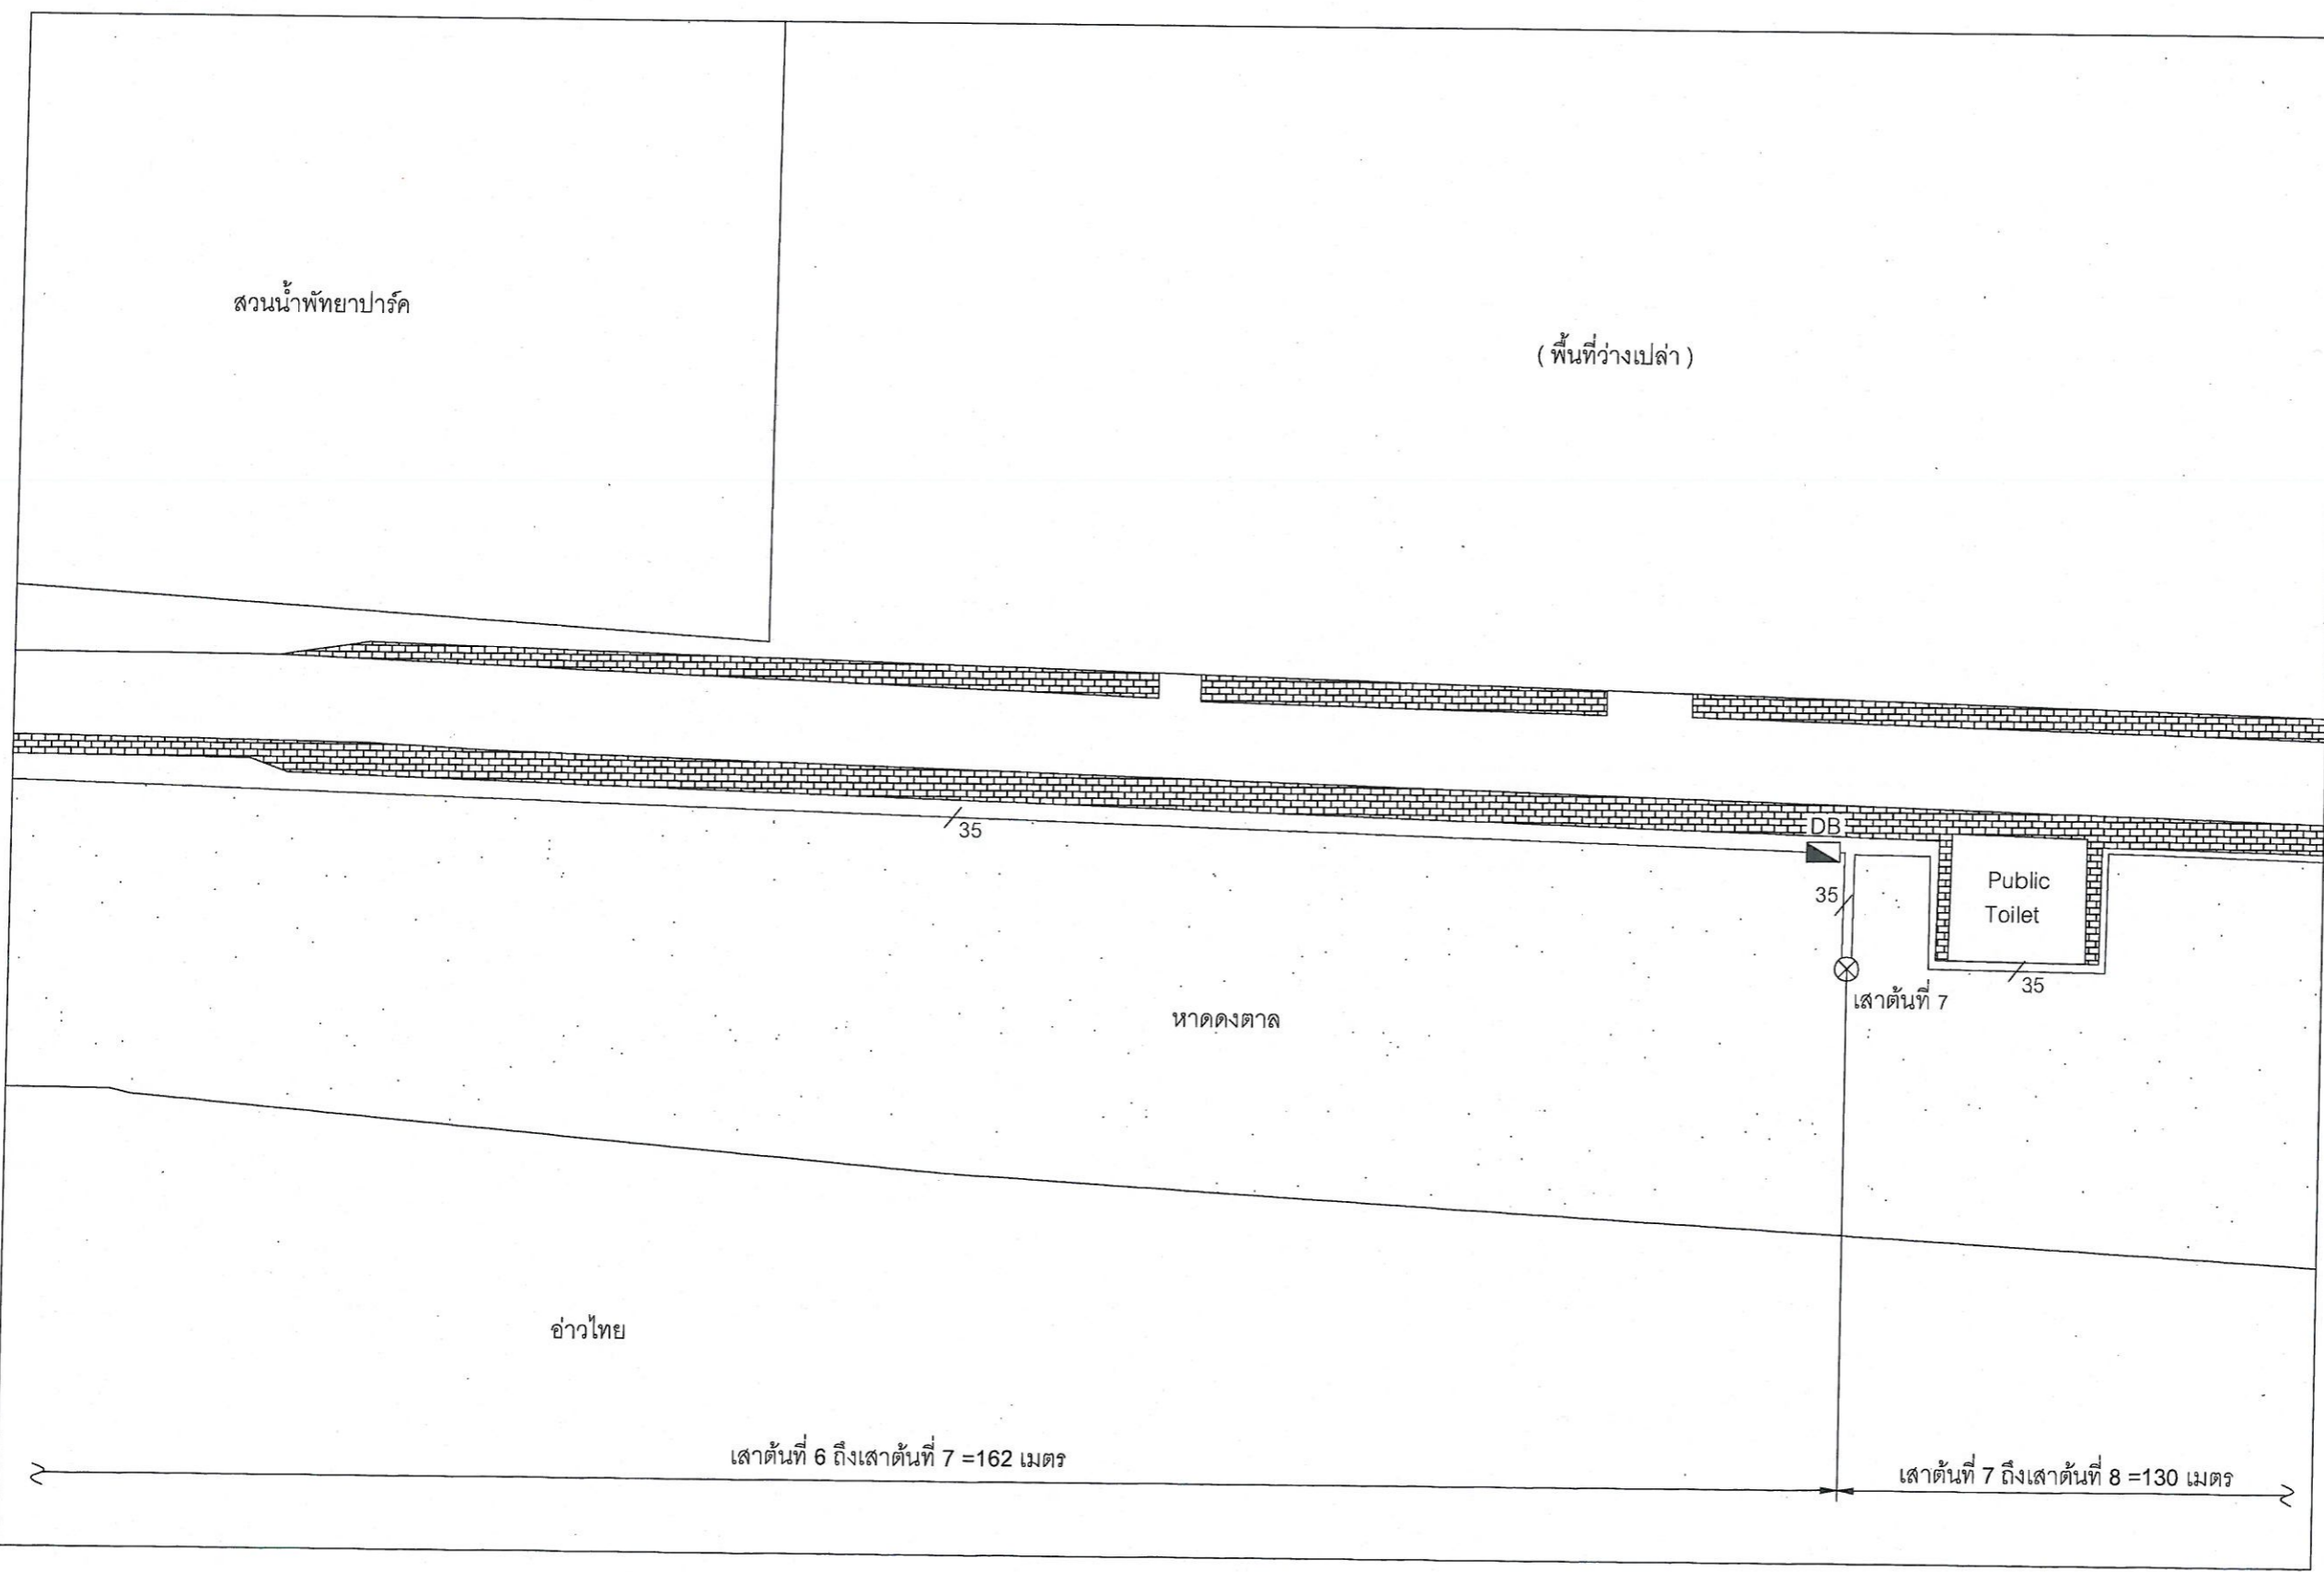 สวนน้ำพัทยาปาร์ค
( พื้นที่ว่างเปล่า )
35
DB
35
Public
Toilet
35
เสาต้นที่ 7
หาดดงตาล
อ่าวไทย
เสาต้นที่ 6 ถึงเสาต้นที่ 7 =162 เมตร
เสาต้นที่ 7 ถึงเสาต้นที่ 8 =130 เมตร